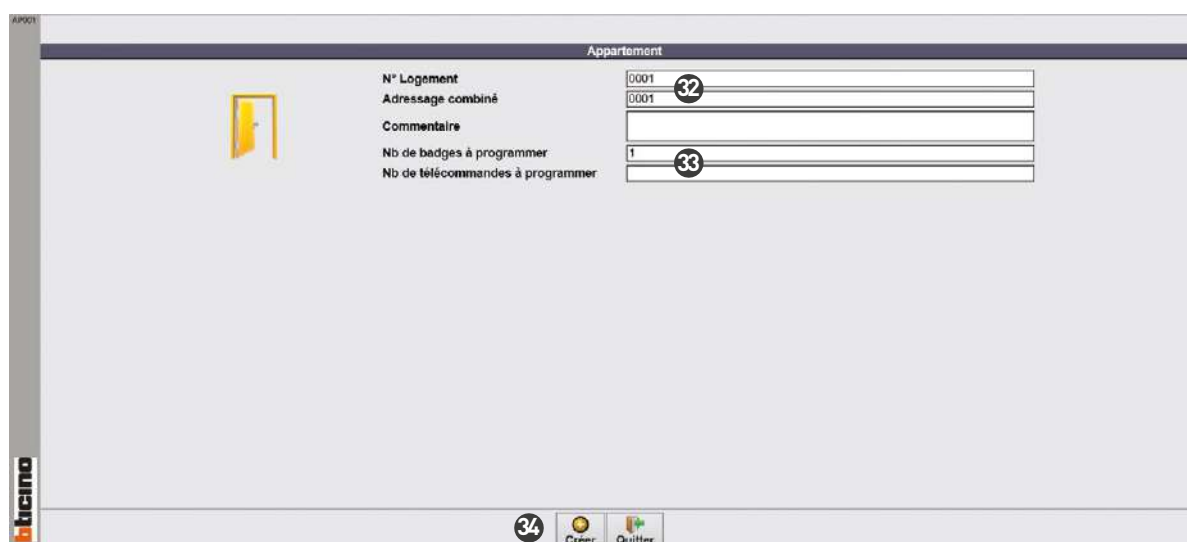 AP001
Appartement
N° Logement 0001
32
Adressage combiné 0001
Commentaire
Nb de badges à programmer 1
33
Nb de télécommandes à programmer
bticino
34
Créer Quitter